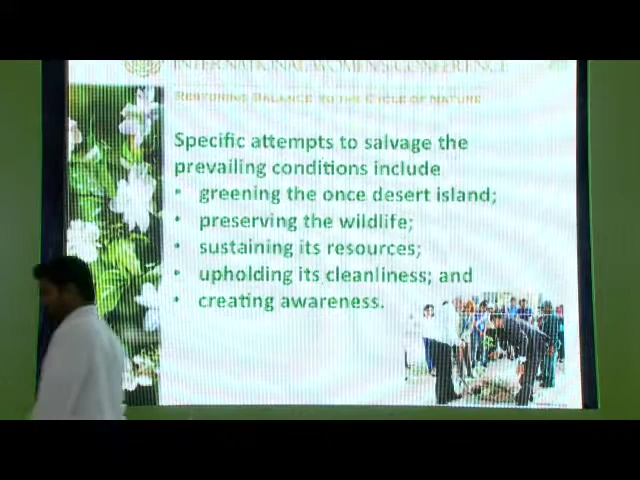 INTERNATIONAL WOMEN'S CONFERENCE
RESTORING BALANCE TO THE CYCLE OF NATURE
Specific attempts to salvage the
prevailing conditions include
• greening the once desert island;
• preserving the wildlife;
• sustaining its resources;
• upholding its cleanliness; and
• creating awareness.